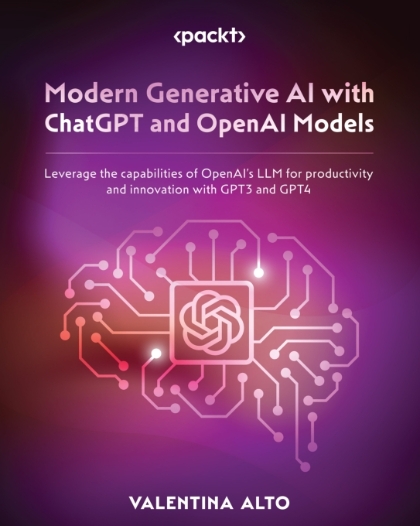 <packt>
Modern Generative AI with
ChatGPT and OpenAI Models
Leverage the capabilities of OpenAI's LLM for productivity
and innovation with GPT3 and GPT4
VALENTINA ALTO